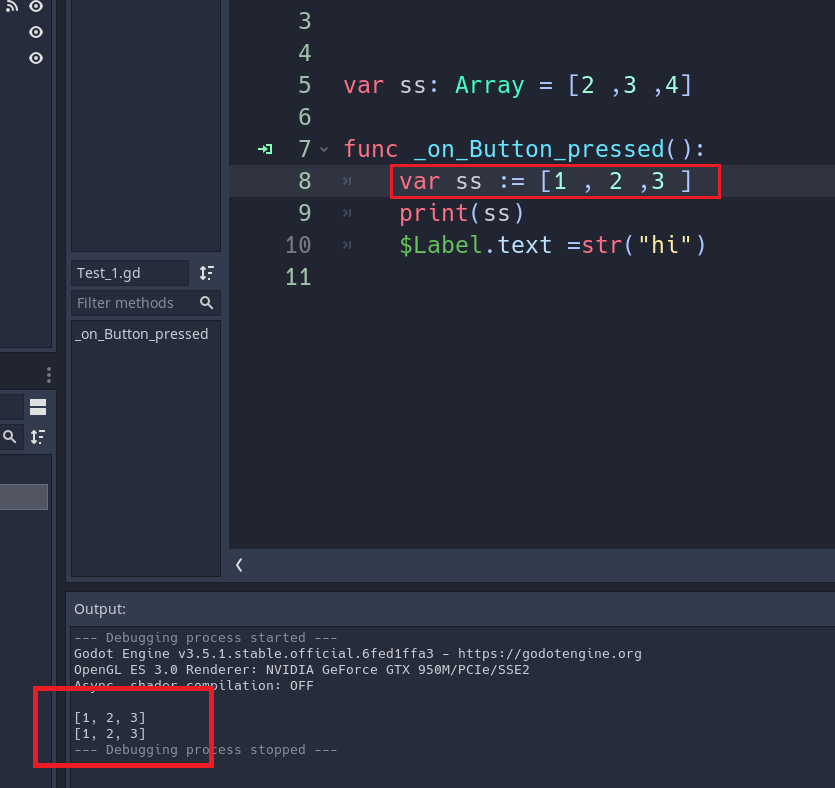 3
4
5 var ss: Array = [2 ,3 ,4]
6
7 func _on_Button_pressed():
8 var ss := [1 , 2 ,3 ]
9 print(ss)
10 $Label.text =str("hi")
11
Test_1.gd
Filter methods
_on_Button_pressed
Output:
--- Debugging process started ---
Godot Engine v3.5.1.stable.official.6fed1ffa3 - https://godotengine.org
OpenGL ES 3.0 Renderer: NVIDIA GeForce GTX 950M/PCIe/SSE2
Async. shader compilation: OFF
[1, 2, 3]
[1, 2, 3]
--- Debugging process stopped ---